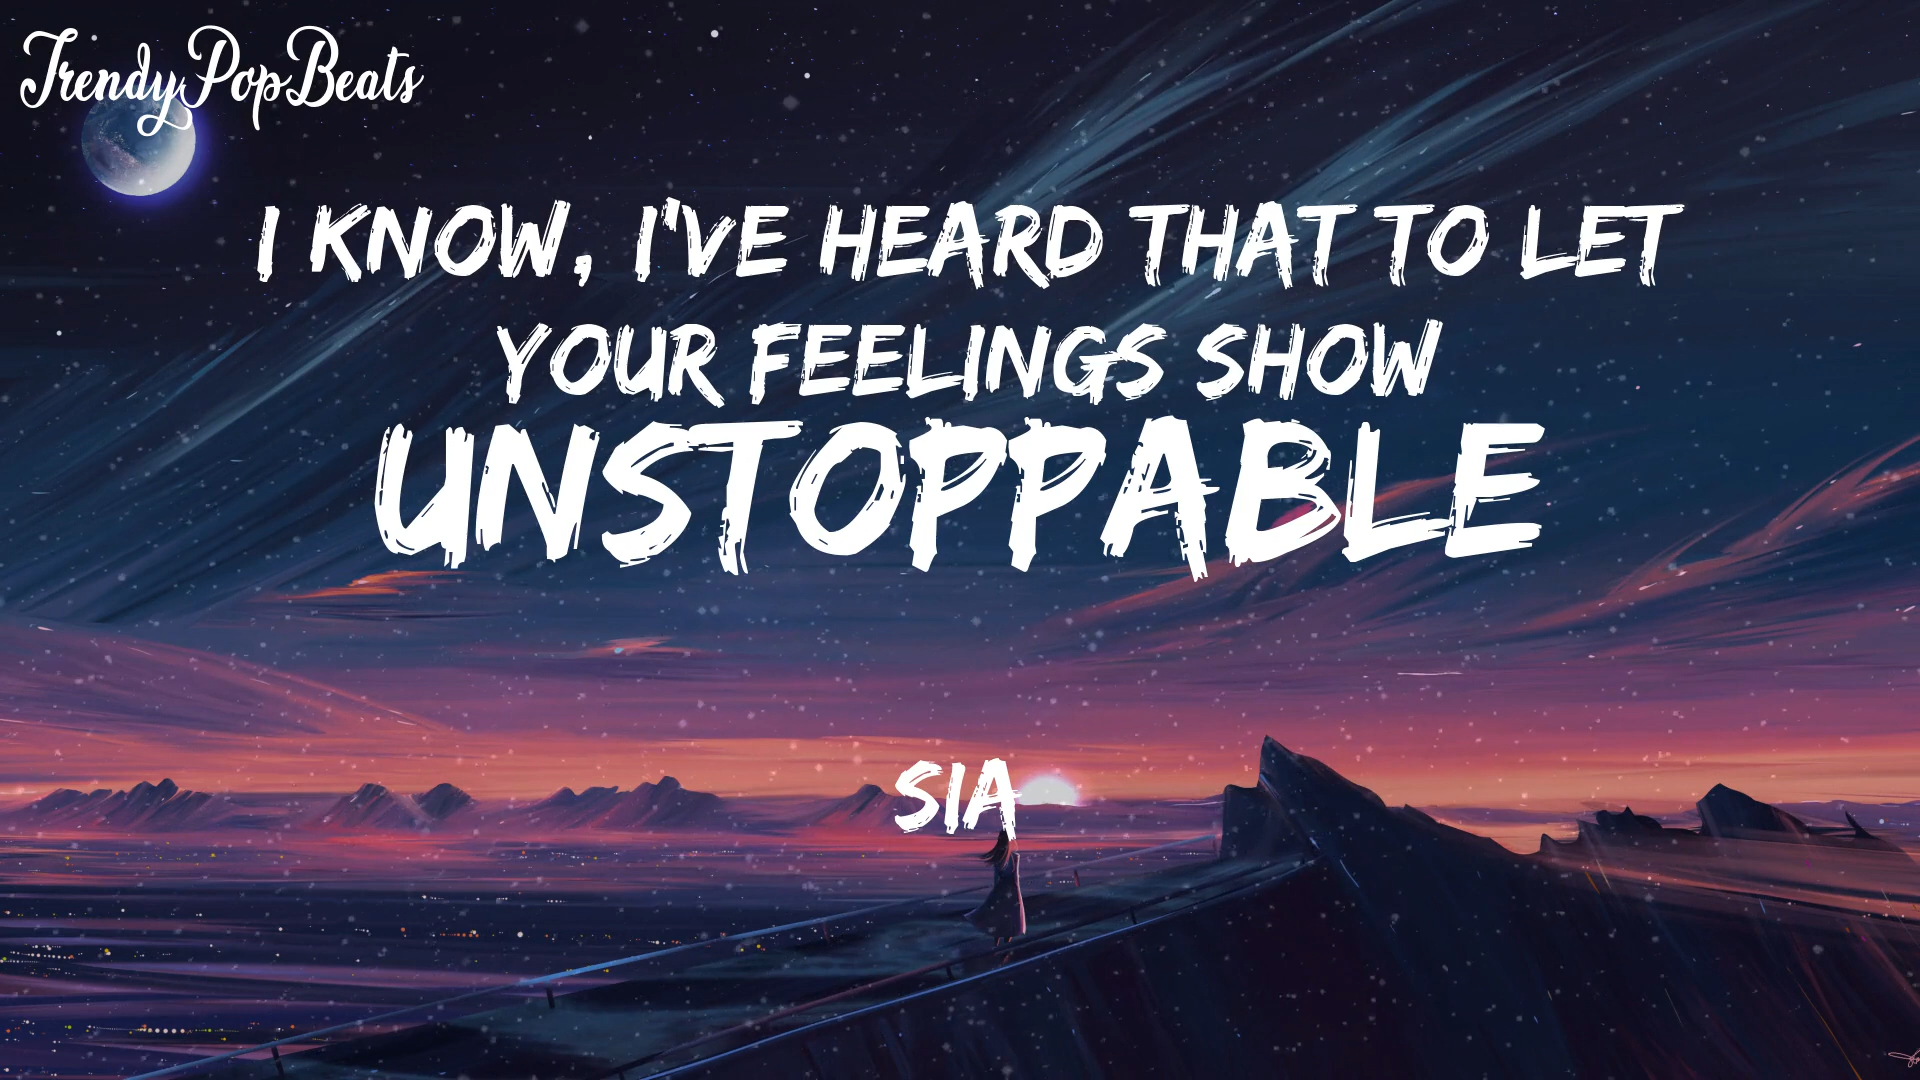 TrendyPopBeats
I KNOW, I'VE HEARD THAT TO LET
YOUR FEELINGS SHOW
UNSTOPPABLE
SIA